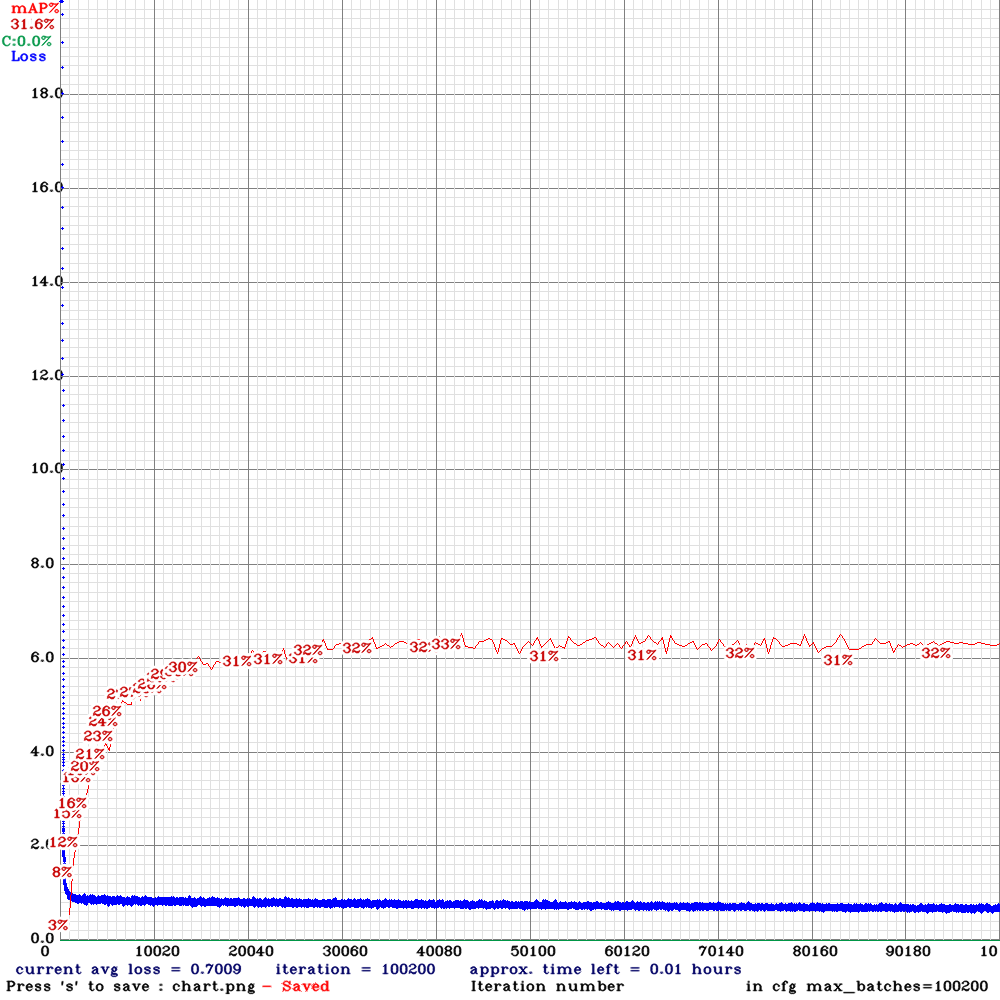 mAP%
31.6%
C:0.0%
Loss
18.0
16.0
14.0
12.0
10.0
8.0
6.0
4.0
0.0
33%
32% 32% 32% 32%
31% 31% 31% 31% 31%
30%
26%
24%
23%
21%
20%
16%
15%
12%
8%
3%
0 10020 20040 30060 40080 50100 60120 70140 80160 90180 10
current avg loss = 0.7009 iteration = 100200 approx. time left = 0.01 hours
Press 's' to save : chart.png - Saved Iteration number in cfg max_batches=100200